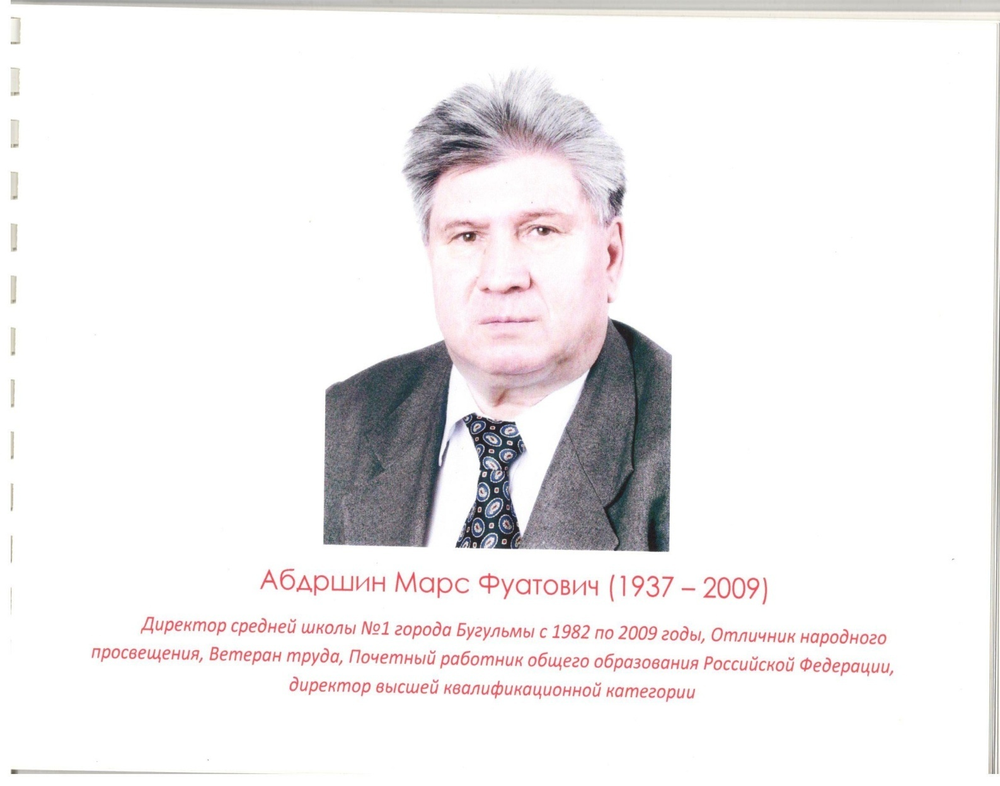 Абдршин Марс Фуатович (1937 – 2009)
Директор средней школы №1 города Бугульмы с 1982 по 2009 годы, Отличник народного
просвещения, Ветеран труда, Почетный работник общего образования Российской Федерации,
директор высшей квалификационной категории